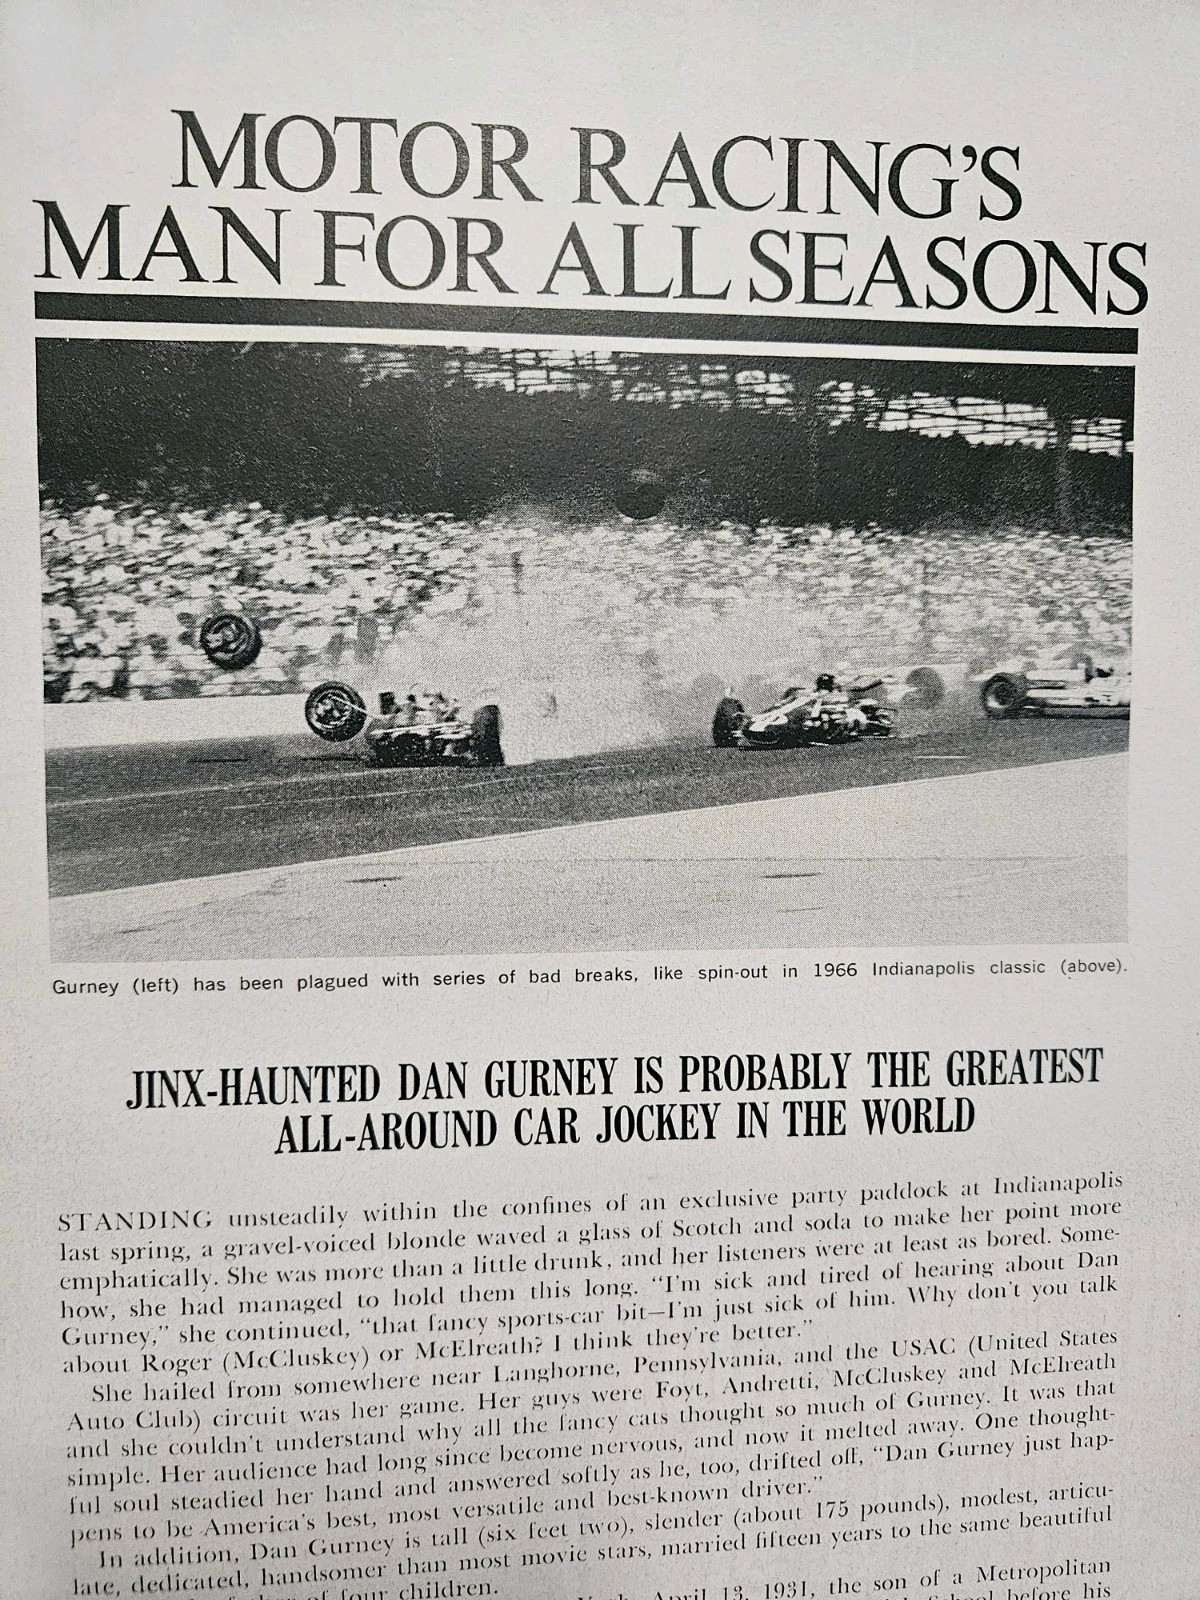 MOTOR RACING'S
MAN FOR ALL SEASONS
Gurney (left) has been plagued with series of bad breaks, like spin-out in 1966 Indianapolis classic (above).
JINX-HAUNTED DAN GURNEY IS PROBABLY THE GREATEST
ALL-AROUND CAR JOCKEY IN THE WORLD
STANDING unsteadily within the confines of an exclusive party paddock at Indianapolis
last spring, a gravel-voiced blonde waved a glass of Scotch and soda to make her point more
emphatically. She was more than a little drunk, and her listeners were at least as bored. Some-
how, she had managed to hold them this long. "I'm sick and tired of hearing about Dan
Gurney," she continued, "that fancy sports-car bit—I'm just sick of him. Why don't you talk
about Roger (McCluskey) or McElreath? I think they're better."
She hailed from somewhere near Langhorne, Pennsylvania, and the USAC (United States
Auto Club) circuit was her game. Her guys were Foyt, Andretti, McCluskey and McElreath
and she couldn't understand why all the fancy cats thought so much of Gurney. It was that
simple. Her audience had long since become nervous, and now it melted away. One thought-
ful soul steadied her hand and answered softly as he, too, drifted off, "Dan Gurney just hap-
pens to be America's best, most versatile and best-known driver."
In addition, Dan Gurney is tall (six feet two), slender (about 175 pounds), modest, articu-
late, dedicated, handsomer than most movie stars, married fifteen years to the same beautiful
of four children.
April 13, 1931, the son of a Metropolitan
School before his